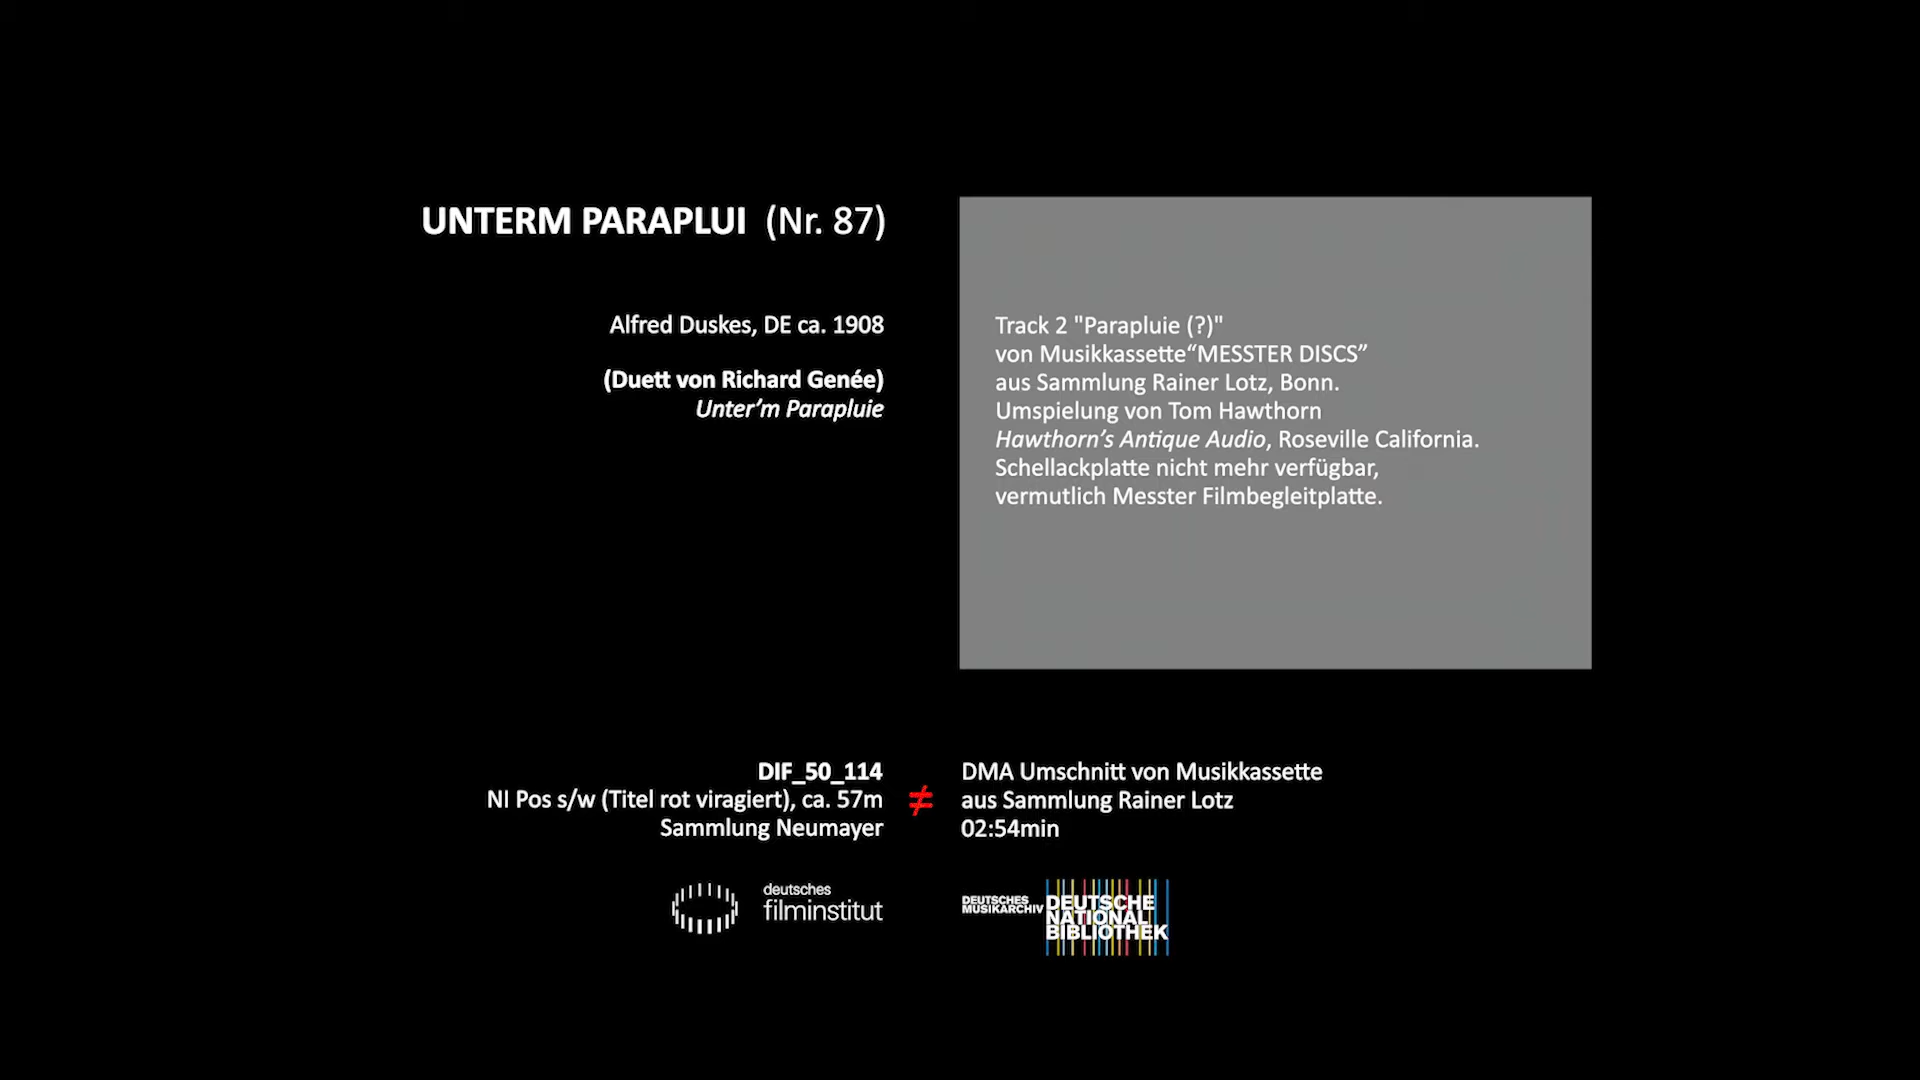 UNTERM PARAPLUI (Nr. 87)
Alfred Duskes, DE ca. 1908
(Duett von Richard Genée)
Unter’m Parapluie
Track 2 "Parapluie (?)"
von Musikkassette“MESSTER DISCS”
aus Sammlung Rainer Lotz, Bonn.
Umspielung von Tom Hawthorn
Hawthorn’s Antique Audio, Roseville California.
Schellackplatte nicht mehr verfügbar,
vermutlich Messter Filmbegleitplatte.
DIF_50_114
NI Pos s/w (Titel rot viragiert), ca. 57m
Sammlung Neumayer
≠
DMA Umschnitt von Musikkassette
aus Sammlung Rainer Lotz
02:54min
deutsches
filminstitut
DEUTSCHES
MUSIKARCHIV
DEUTSCHE
NATIONAL
BIBLIOTHEK